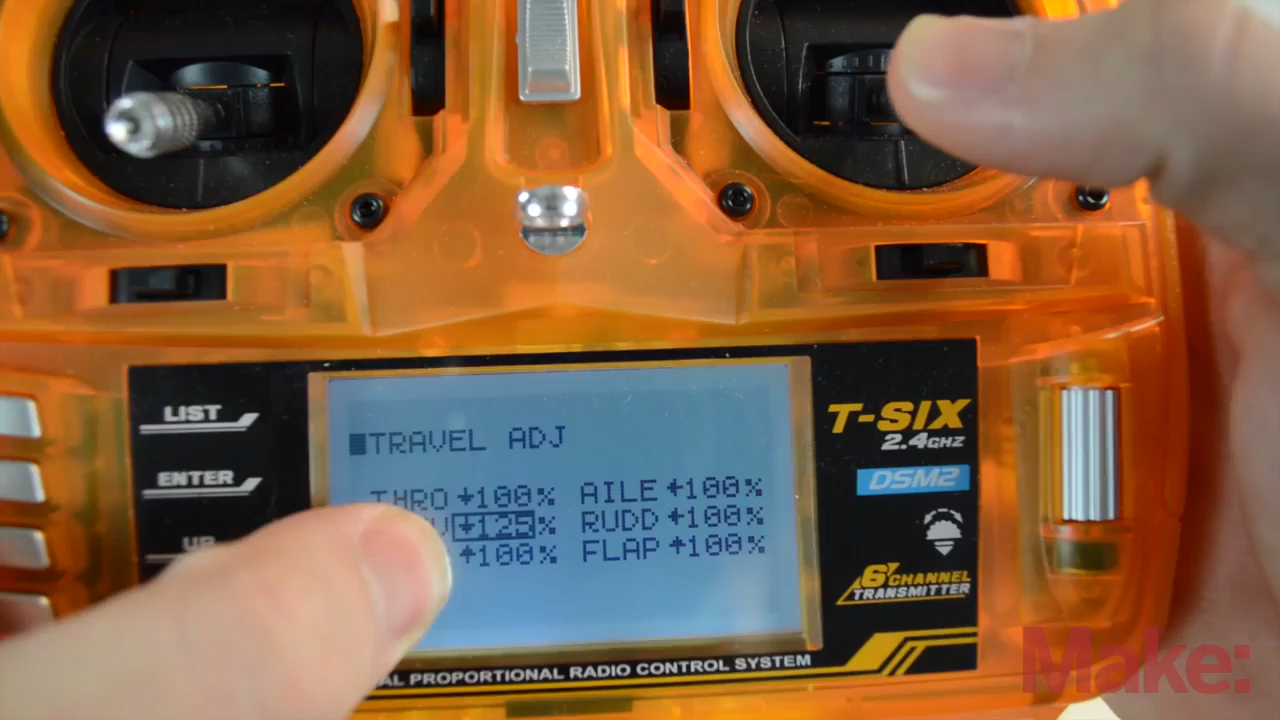 LIST
ENTER
UP
TRAVEL ADJ
THRO +100% AILE +100%
+125% RUDD +100%
+100% FLAP +100%
T-SIX
2.4GHZ
DSM2
6 CHANNEL
TRANSMITTER
PROPORTIONAL RADIO CONTROL SYSTEM
Make: